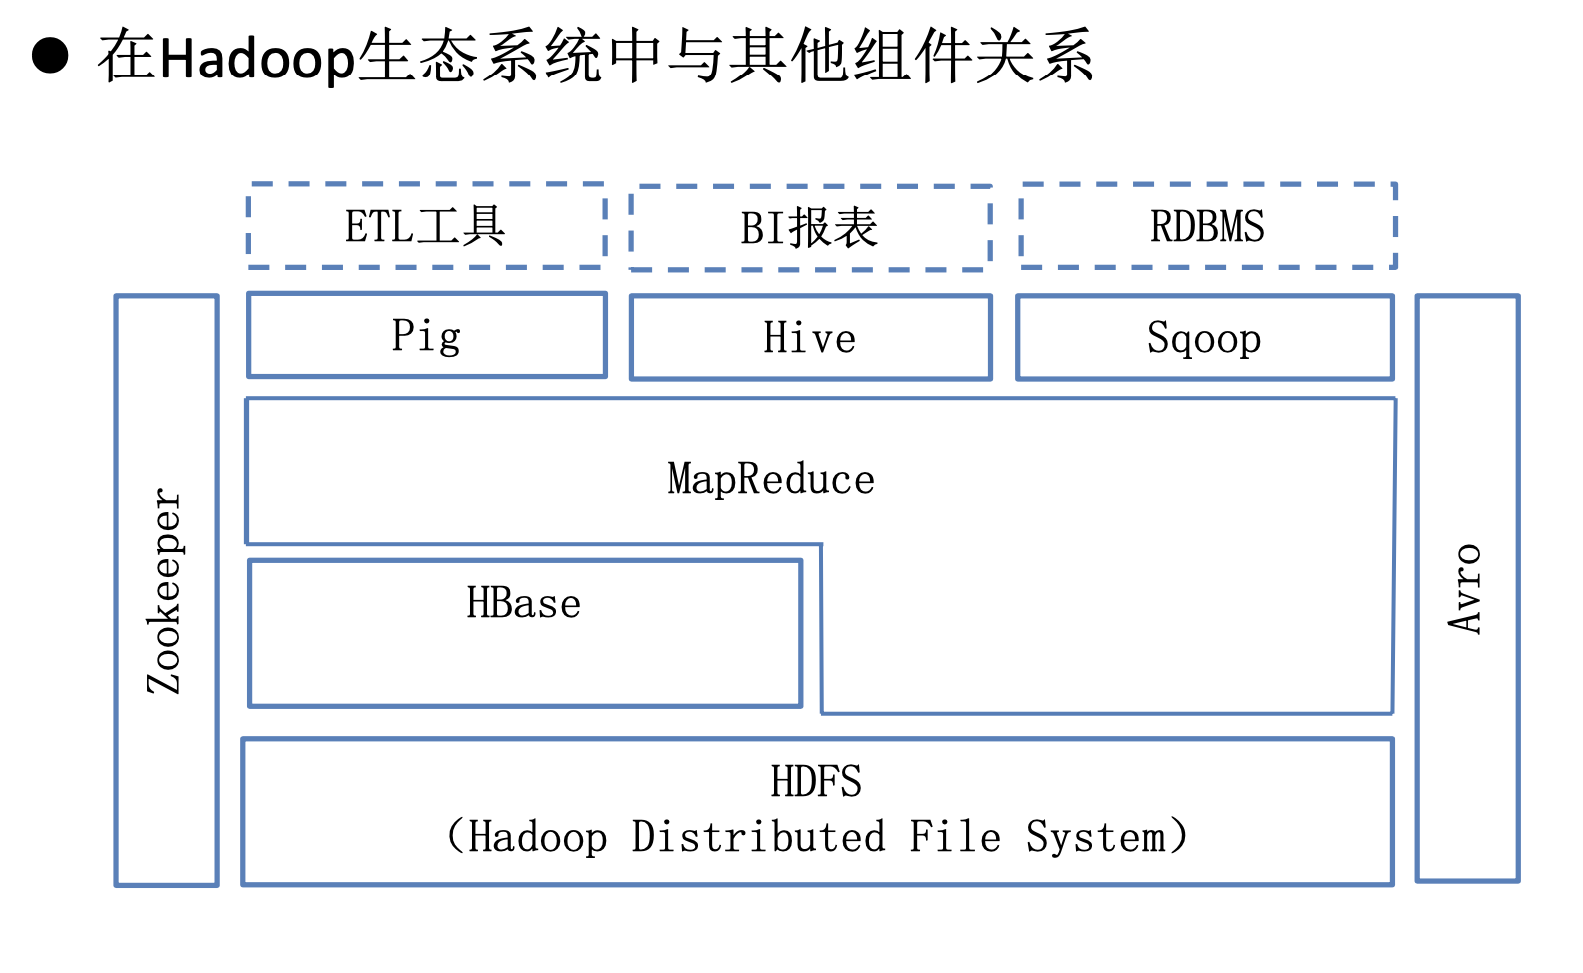 在Hadoop生态系统中与其他组件关系
ETL工具
BI报表
RDBMS
Pig
Hive
Sqoop
Zookeeper
MapReduce
Avro
HBase
HDFS
（Hadoop Distributed File System）